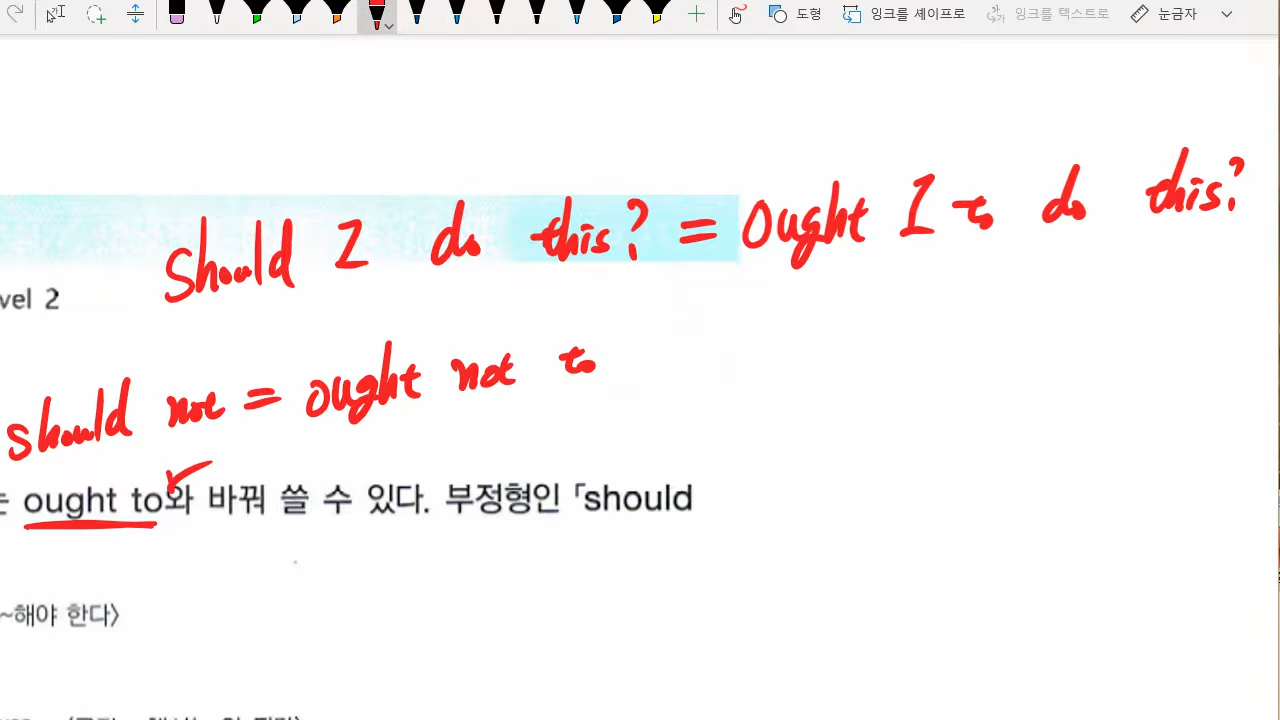 도형 잉크를 셰이프로 잉크를 텍스트로 눈금자
Should I do this? = ought I to do this?
vel 2
should not = ought not to
는 ought to와 바꿔 쓸 수 있다. 부정형인 「should
~해야 한다〉